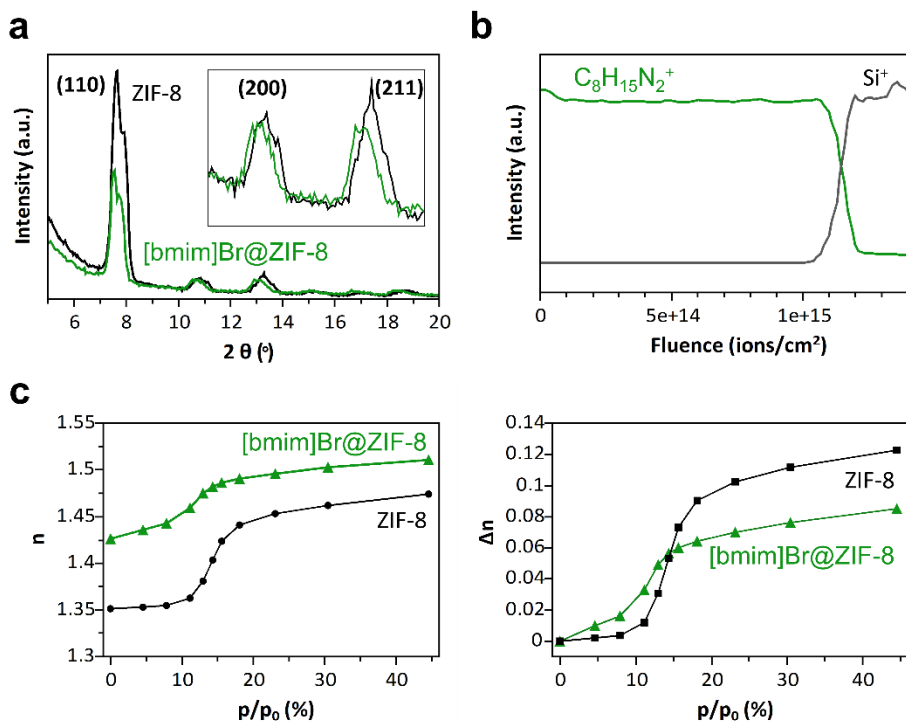 a
(110)
ZIF-8
(200)
(211)
[bmim]Br@ZIF-8
Intensity (a.u.)
6 8 10 12 14 16 18 20
2 θ (°)
b
C₈H₁₅N₂⁺
Si⁺
Intensity (a.u.)
0 5e+14 1e+15
Fluence (ions/cm²)
c
1.55
1.5
1.45
1.4
1.35
1.3
n
[bmim]Br@ZIF-8
ZIF-8
0 10 20 30 40
p/p₀ (%)
0.14
0.12
0.1
0.08
0.06
0.04
0.02
0
Δn
ZIF-8
[bmim]Br@ZIF-8
0 10 20 30 40
p/p₀ (%)